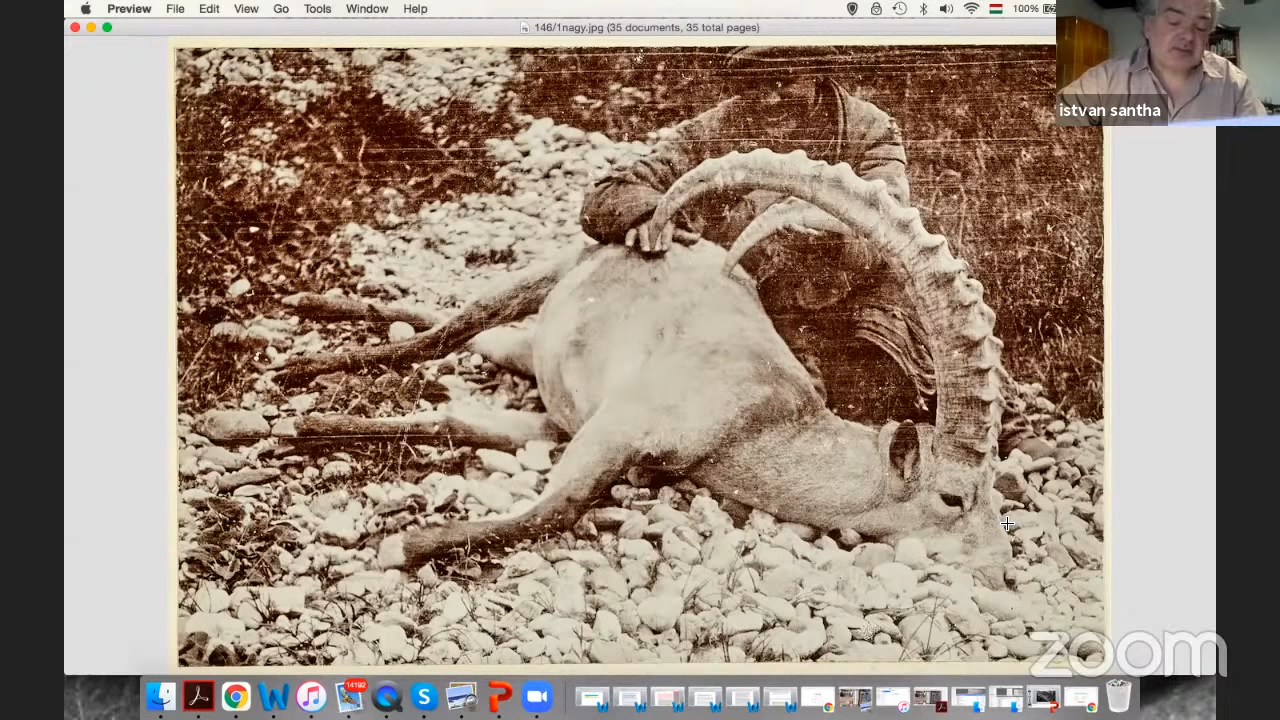 Preview File Edit View Go Tools Window Help 100%
146/1nagy.jpg (35 documents, 35 total pages)
istvan santha
14192
zoom